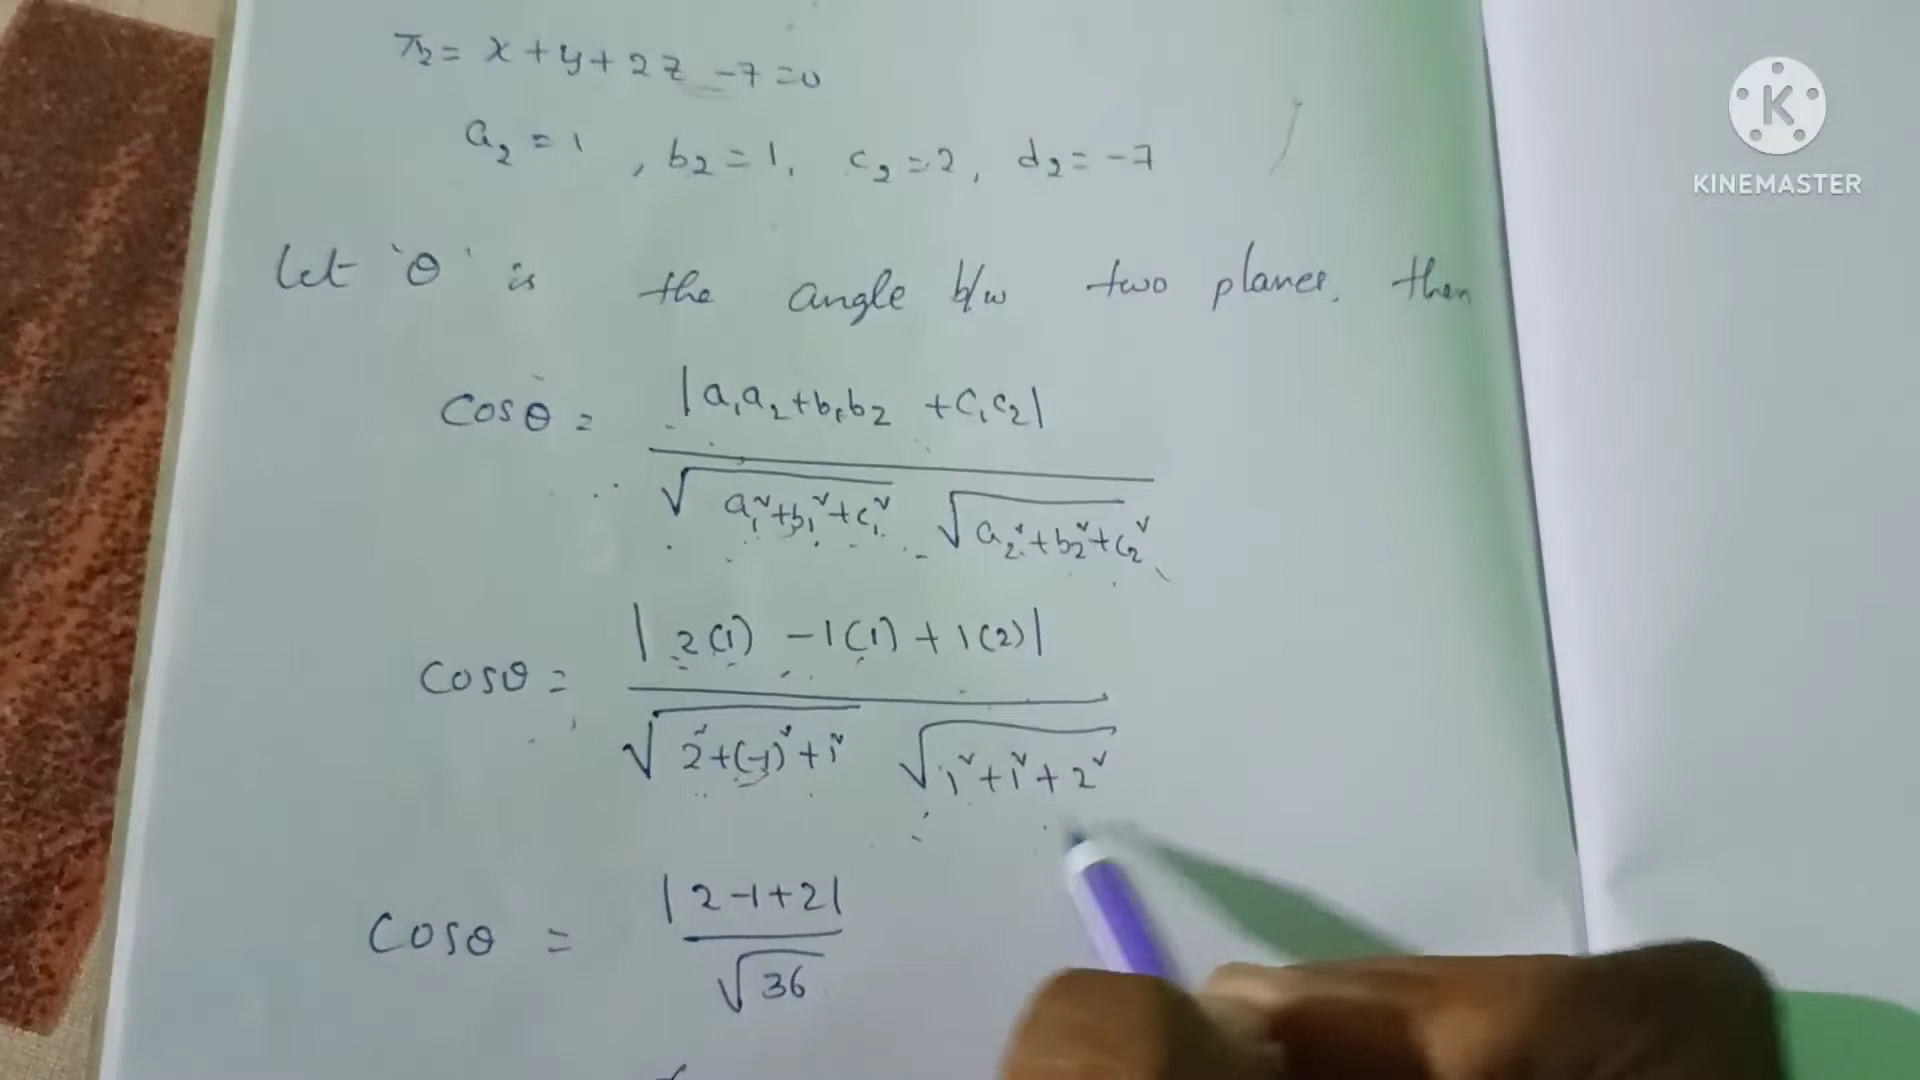 π2 = x + y + 2z - 7 = 0
a2 = 1 , b2 = 1, c2 = 2, d2 = -7
KINEMASTER
Let 'θ' is the angle b/w two planes. then
Cosθ = |a1a2 + b1b2 + c1c2| / √a1² + b1² + c1² √a2² + b2² + c2²
Cosθ = |2(1) - 1(1) + 1(2)| / √2² + (-1)² + 1² √1² + 1² + 2²
Cosθ = |2 - 1 + 2| / √36